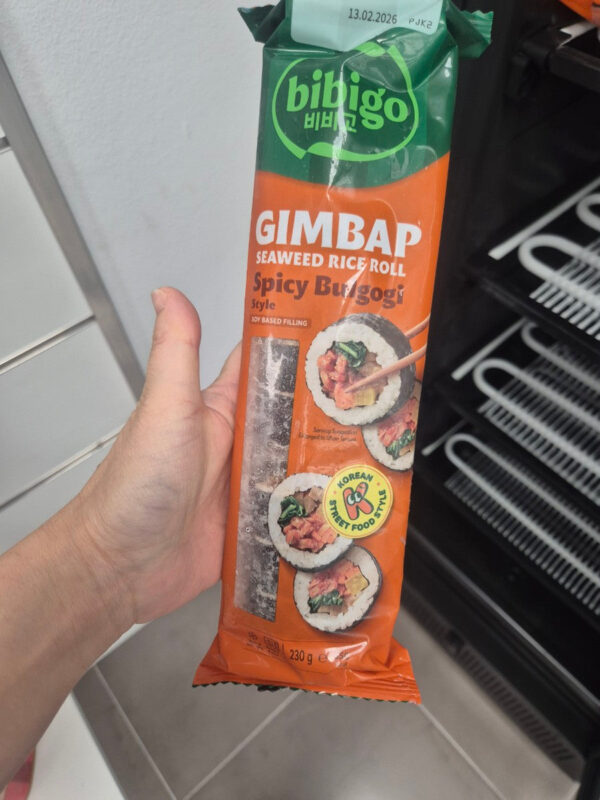 13.02.2026
bibigo
비비고
GIMBAP
SEAWEED RICE ROLL
Spicy Bulgogi
Style
SOY BASED FILLING
KOREAN
STREET FOOD STYLE
230 g e